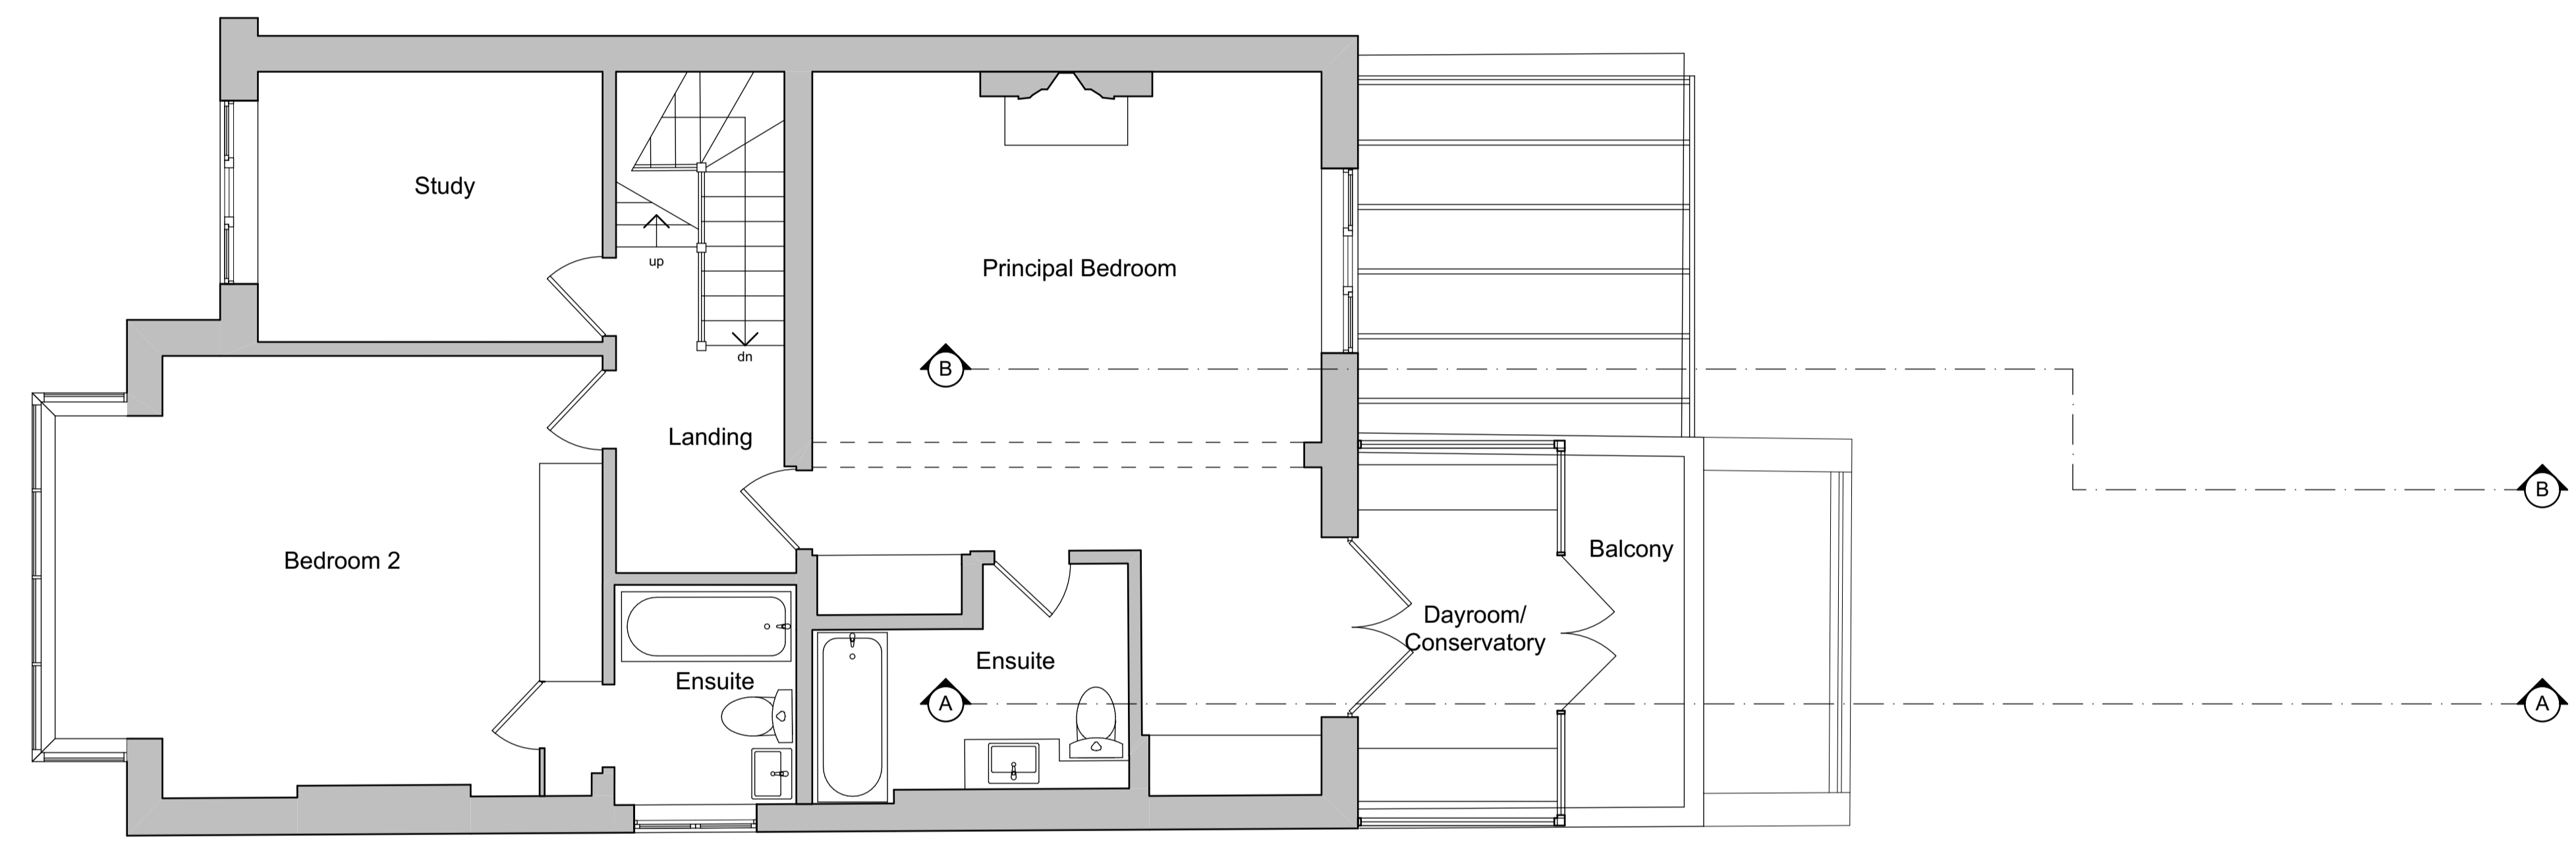 Study
up
Principal Bedroom
dn
B
Landing
B
Bedroom 2
Balcony
Dayroom/
Conservatory
Ensuite
Ensuite
A
A